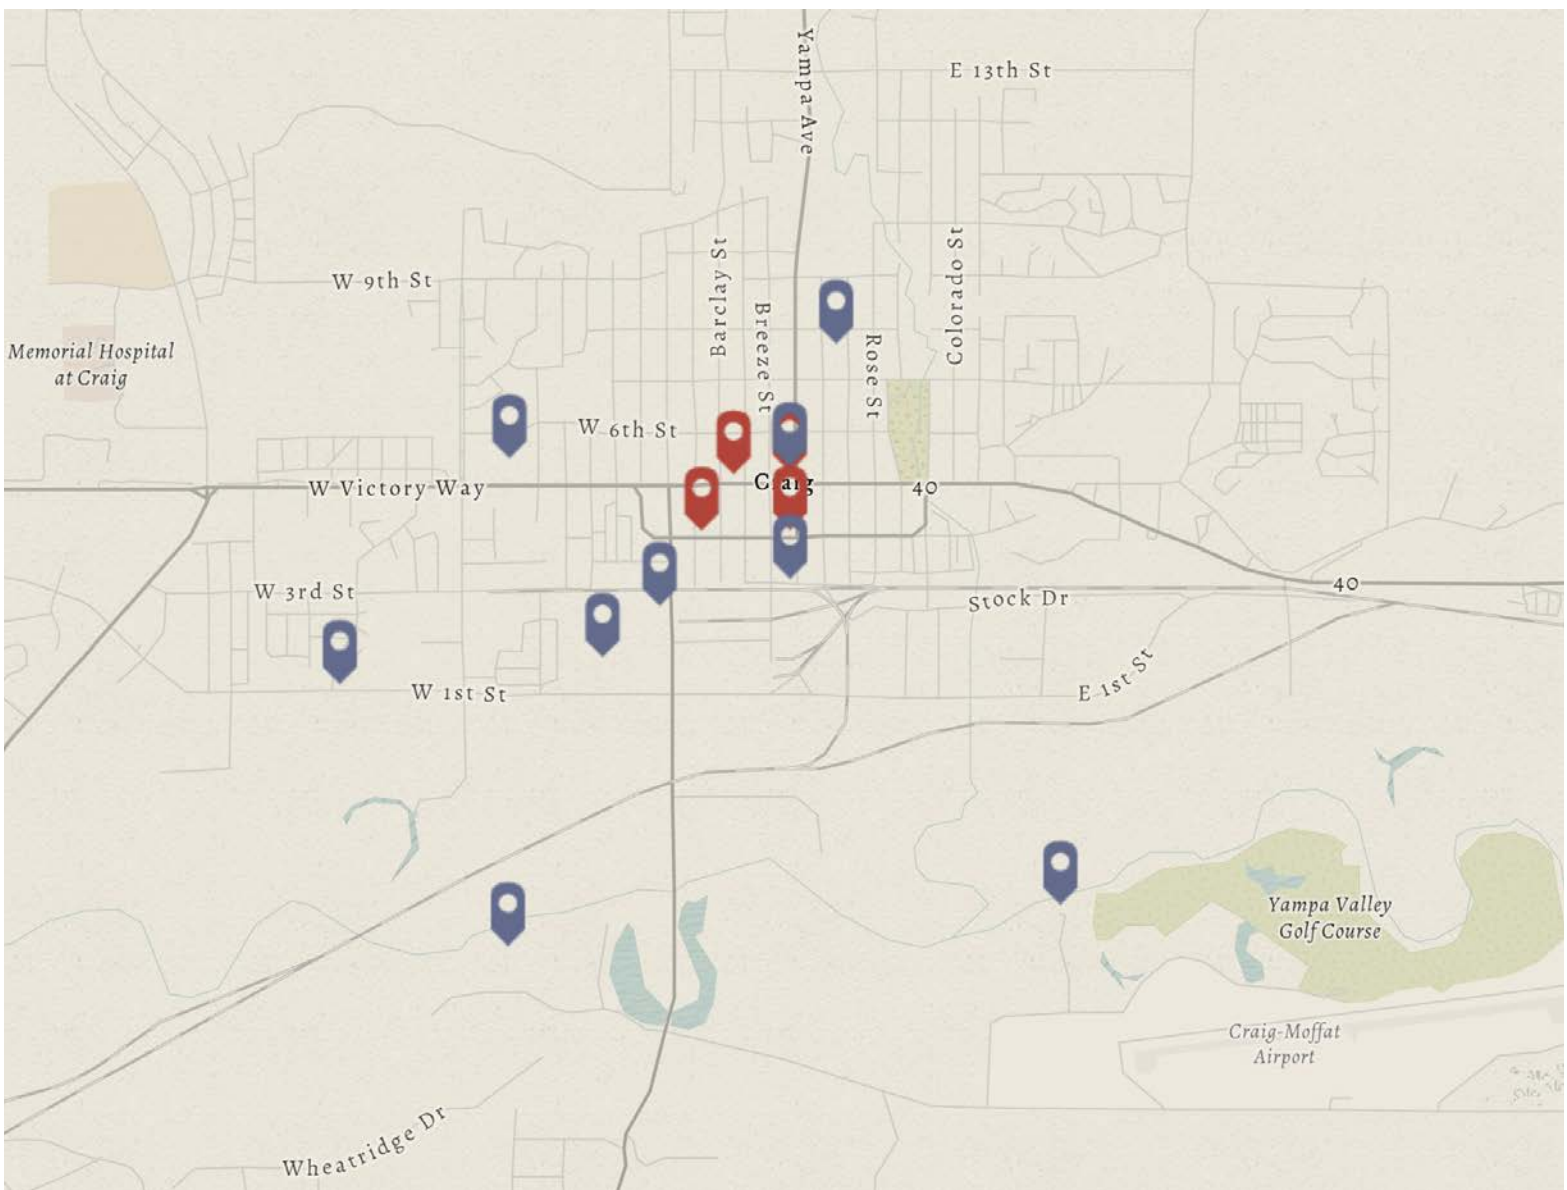 Yampa Ave
E 13th St
W 9th St
Barclay St
Breeze St
Rose St
Colorado St
Memorial Hospital
at Craig
W 6th St
W Victory Way
Craig
40
W 3rd St
Stock Dr
40
W 1st St
E 1st St
Yampa Valley
Golf Course
Craig-Moffat
Airport
Wheatridge Dr